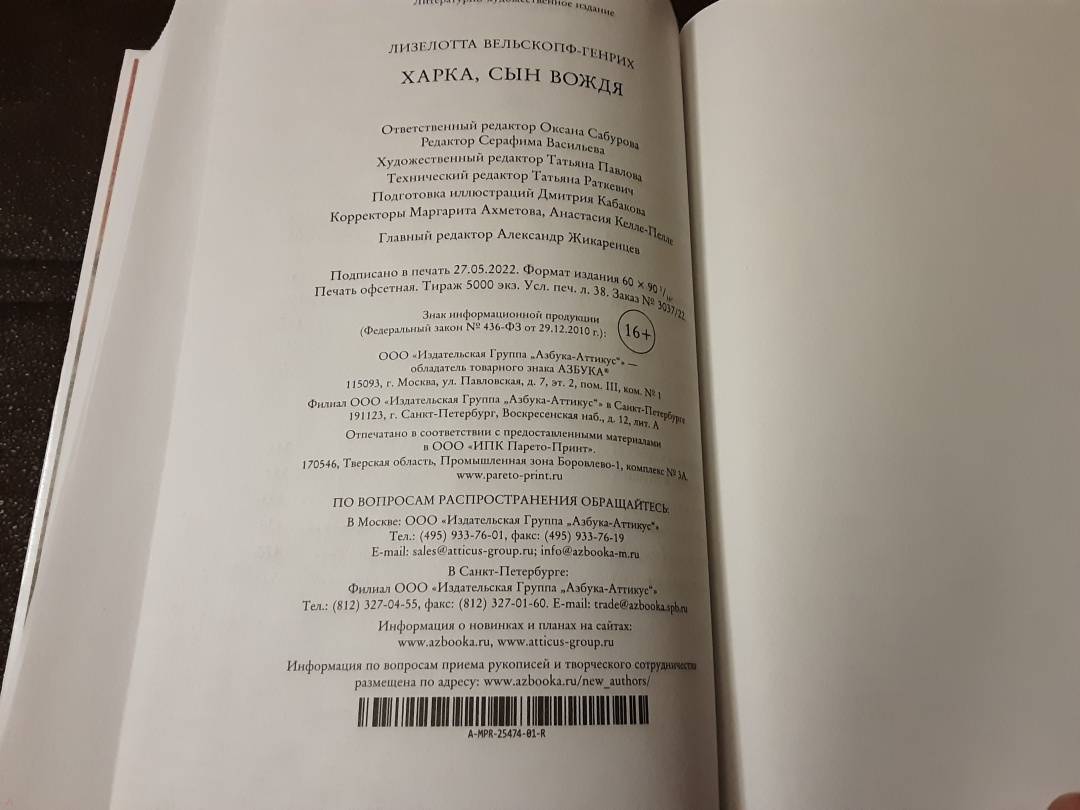 Литературно-художественное издание
ЛИЗЕЛОТТА ВЕЛЬСКОПФ-ГЕНРИХ
ХАРКА, СЫН ВОЖДЯ
Ответственный редактор Оксана Сабурова
Редактор Серафима Васильева
Художественный редактор Татьяна Павлова
Технический редактор Татьяна Раткевич
Подготовка иллюстраций Дмитрия Кабакова
Корректоры Маргарита Ахметова, Анастасия Келле-Пелле
Главный редактор Александр Жикаренцев
Подписано в печать 27.05.2022. Формат издания 60 × 90 1/16.
Печать офсетная. Тираж 5000 экз. Усл. печ. л. 38. Заказ № 3037/22.
Знак информационной продукции
(Федеральный закон № 436-ФЗ от 29.12.2010 г.): 16+
ООО «Издательская Группа „Азбука-Аттикус“» —
обладатель товарного знака АЗБУКА®
115093, г. Москва, ул. Павловская, д. 7, эт. 2, пом. III, ком. № 1
Филиал ООО «Издательская Группа „Азбука-Аттикус“» в Санкт-Петербурге
191123, г. Санкт-Петербург, Воскресенская наб., д. 12, лит. А
Отпечатано в соответствии с предоставленными материалами
в ООО «ИПК Парето-Принт».
170546, Тверская область, Промышленная зона Боровлево-1, комплекс № 3А.
www.pareto-print.ru
ПО ВОПРОСАМ РАСПРОСТРАНЕНИЯ ОБРАЩАЙТЕСЬ:
В Москве: ООО «Издательская Группа „Азбука-Аттикус“»
Тел.: (495) 933-76-01, факс: (495) 933-76-19
E-mail: sales@atticus-group.ru; info@azbooka-m.ru
В Санкт-Петербурге:
Филиал ООО «Издательская Группа „Азбука-Аттикус“»
Тел.: (812) 327-04-55, факс: (812) 327-01-60. E-mail: trade@azbooka.spb.ru
Информация о новинках и планах на сайтах:
www.azbooka.ru, www.atticus-group.ru
Информация по вопросам приема рукописей и творческого сотрудничества
размещена по адресу: www.azbooka.ru/new_authors/
A-MPR-25474-01-R